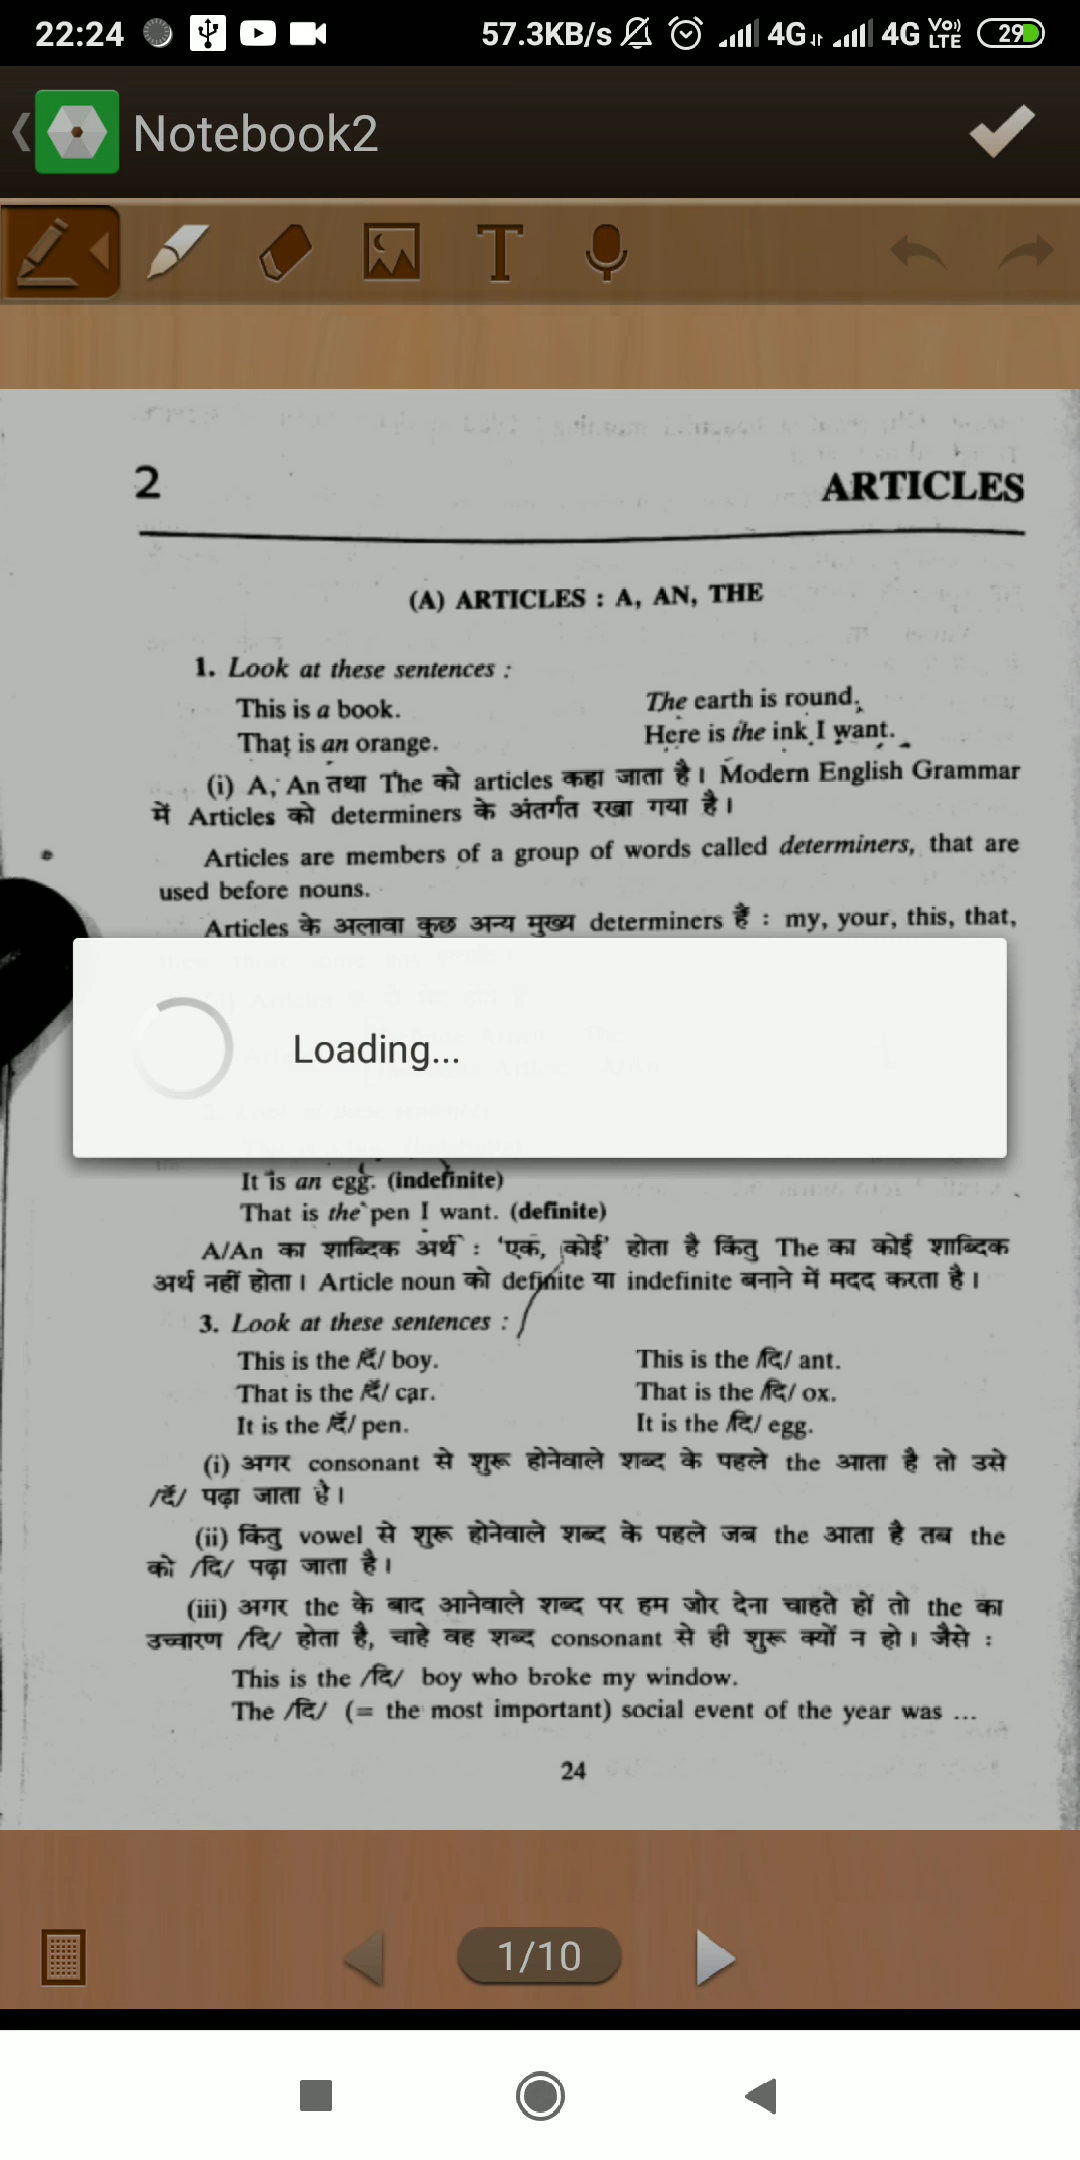 22:24 57.3KB/s 4G 4G Vo)) LTE 29
Notebook2
T
2 ARTICLES
(A) ARTICLES : A, AN, THE
1. Look at these sentences :
This is a book. The earth is round.
That is an orange. Here is the ink I want.
(i) A, An तथा The को articles कहा जाता है। Modern English Grammar
में Articles को determiners के अंतर्गत रखा गया है।
Articles are members of a group of words called determiners, that are
used before nouns.
Articles के अलावा कुछ अन्य मुख्य determiners हैं : my, your, this, that,
Loading...
It is an egg. (indefinite)
That is the pen I want. (definite)
A/An का शाब्दिक अर्थ : ‘एक, कोई’ होता है किंतु The का कोई शाब्दिक
अर्थ नहीं होता। Article noun को definite या indefinite बनाने में मदद करता है।
3. Look at these sentences :
This is the /दॅ/ boy. This is the /दि/ ant.
That is the /दॅ/ car. That is the /दि/ ox.
It is the /दॅ/ pen. It is the /दि/ egg.
(i) अगर consonant से शुरू होनेवाले शब्द के पहले the आता है तो उसे
/दॅ/ पढ़ा जाता है।
(ii) किंतु vowel से शुरू होनेवाले शब्द के पहले जब the आता है तब the
को /दि/ पढ़ा जाता है।
(iii) अगर the के बाद आनेवाले शब्द पर हम जोर देना चाहते हों तो the का
उच्चारण /दि/ होता है, चाहे वह शब्द consonant से ही शुरू क्यों न हो। जैसे :
This is the /दि/ boy who broke my window.
The /दि/ (= the most important) social event of the year was ...
24
1/10